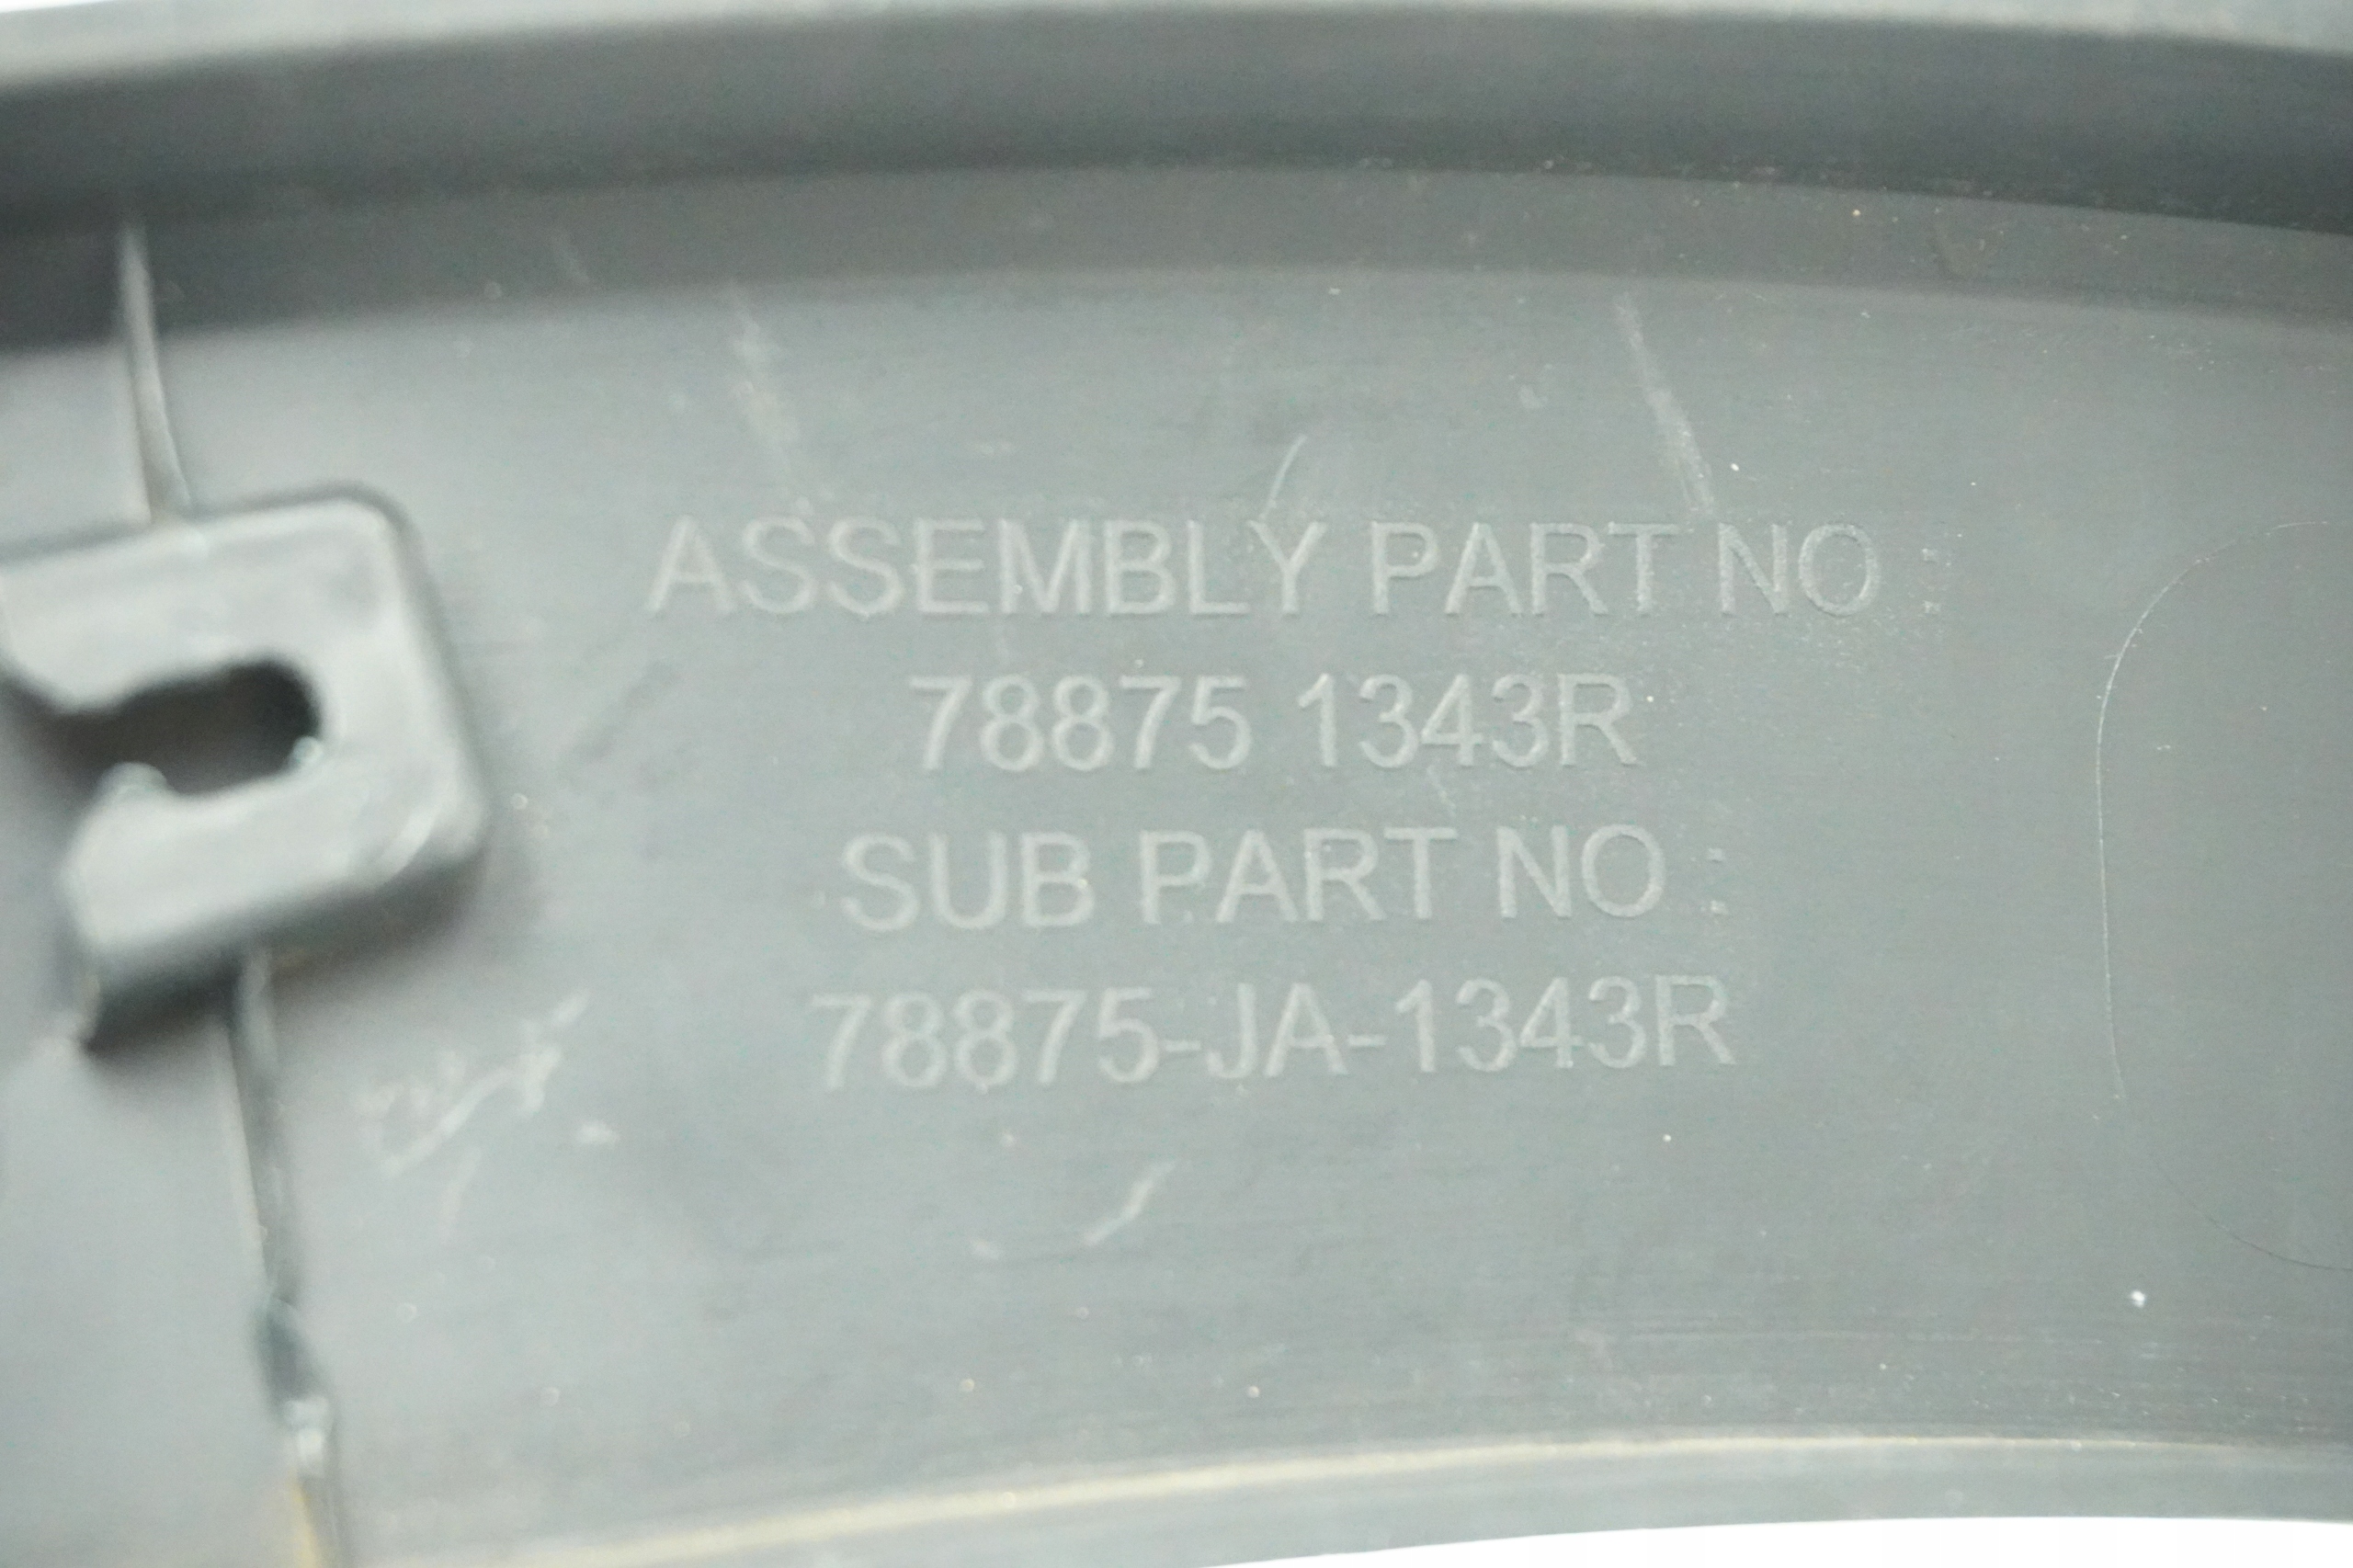 ASSEMBLY PART NO :
78875 1343R
SUB PART NO :
78875-JA-1343R